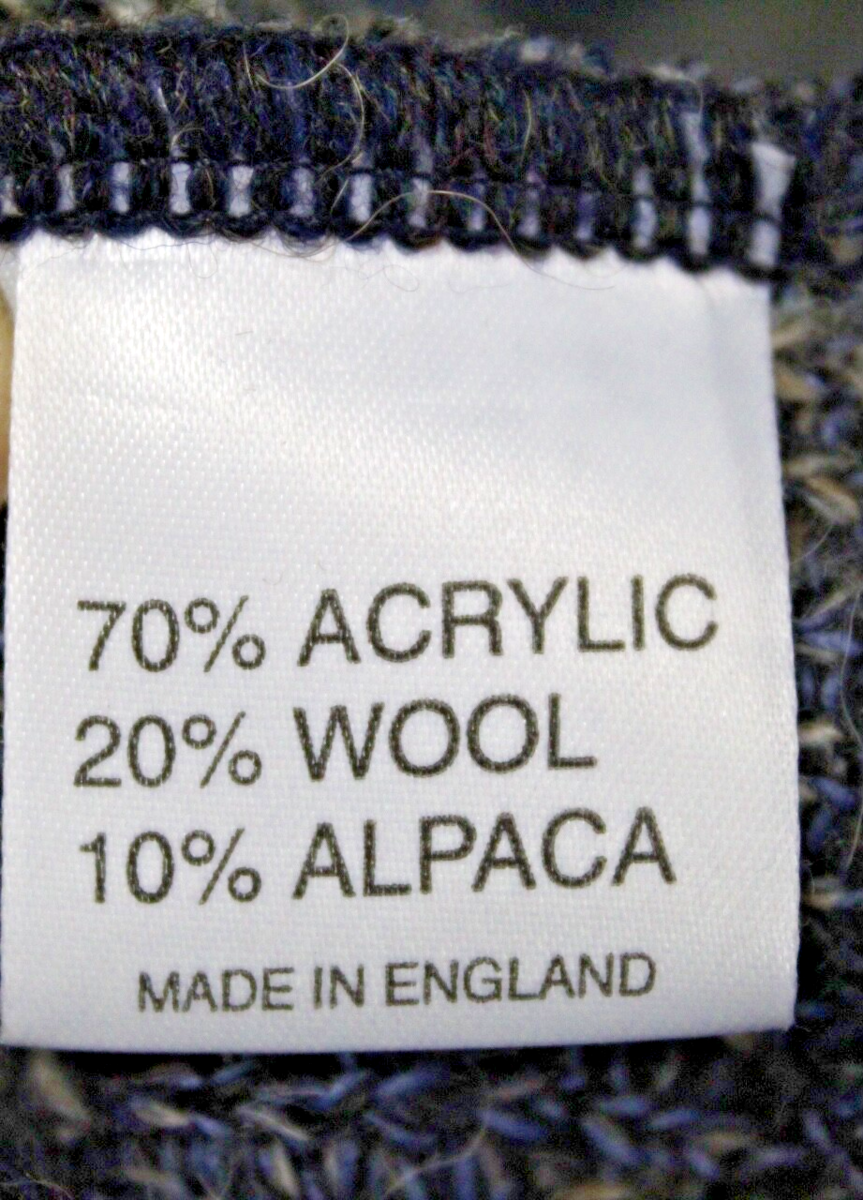 70% ACRYLIC
20% WOOL
10% ALPACA
MADE IN ENGLAND